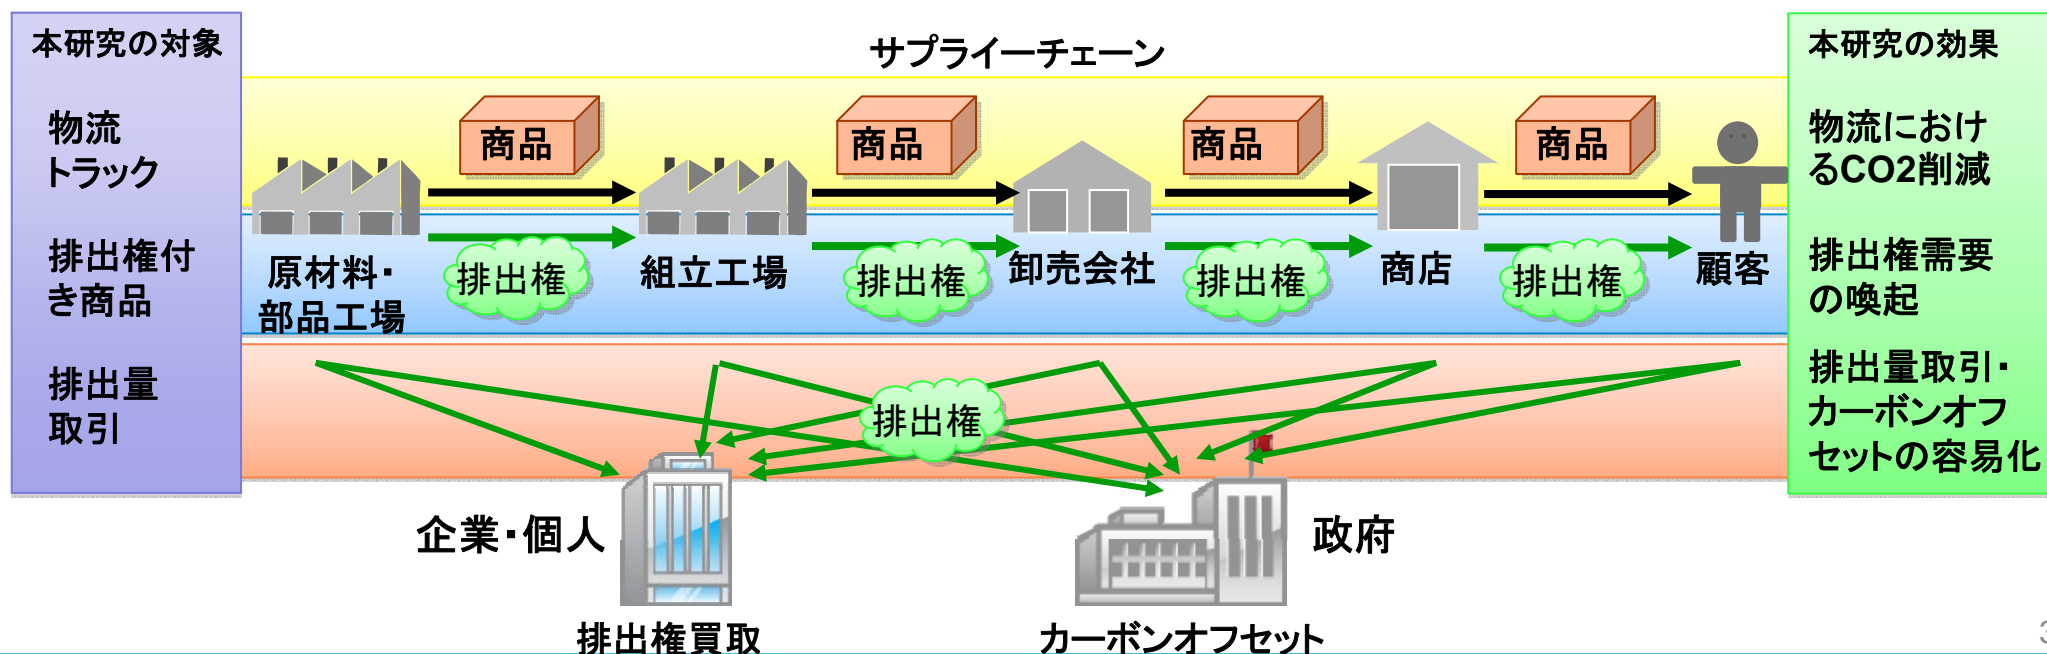 本研究の対象
物流
トラック
排出権付
き商品
排出量
取引
サプライーチェーン
商品
商品
商品
商品
原材料・
部品工場
組立工場
卸売会社
商店
顧客
排出権
排出権
排出権
排出権
排出権
企業・個人
政府
排出権買取
カーボンオフセット
本研究の効果
物流におけ
るCO2削減
排出権需要
の喚起
排出量取引・
カーボンオフ
セットの容易化
3